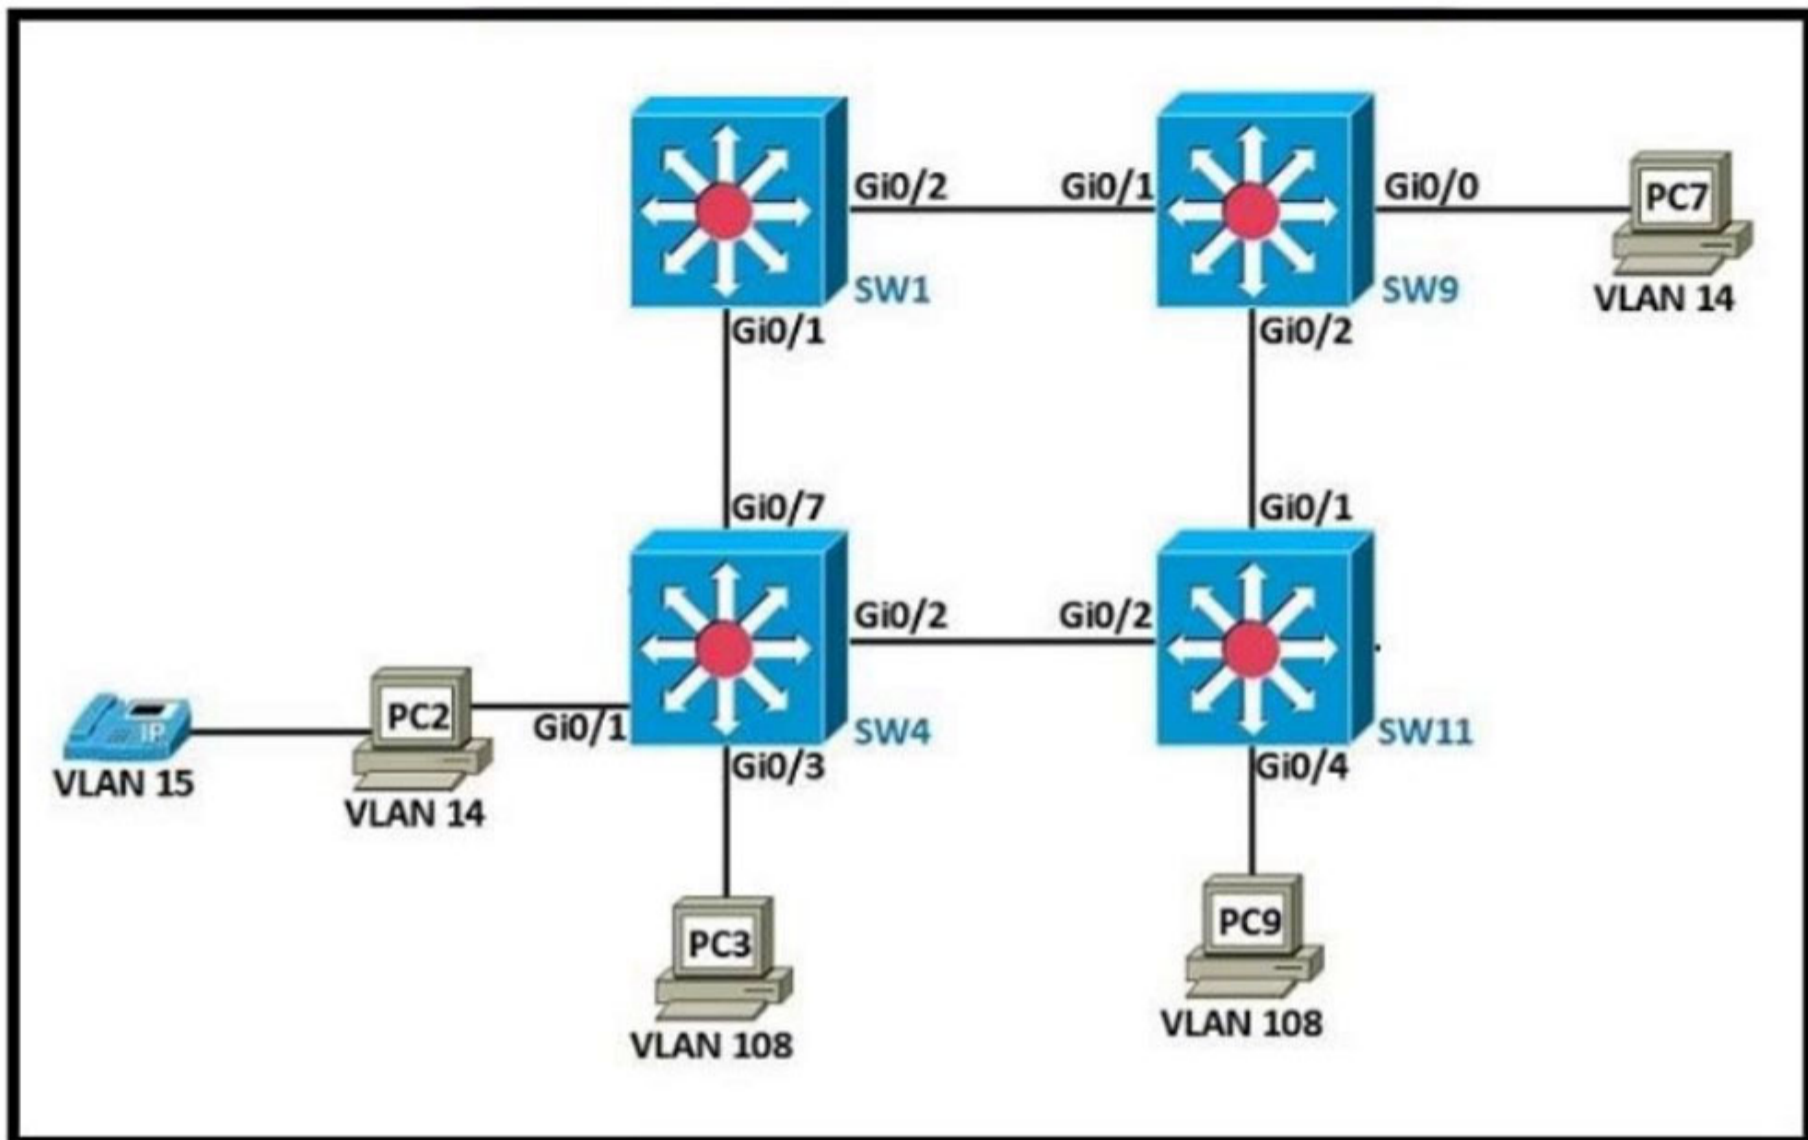 Gi0/2
Gi0/1
Gi0/0
PC7
SW1
SW9
VLAN 14
Gi0/1
Gi0/2
Gi0/7
Gi0/1
Gi0/2
Gi0/2
IP
PC2
Gi0/1
SW4
SW11
VLAN 15
VLAN 14
Gi0/3
Gi0/4
PC3
PC9
VLAN 108
VLAN 108